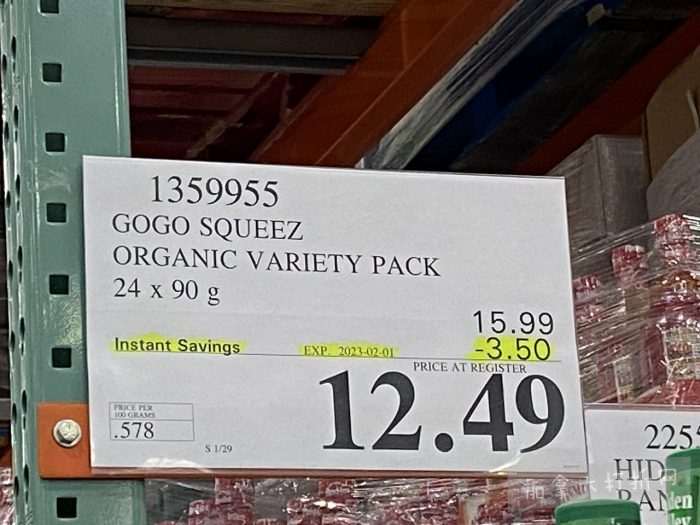 1359955
GOGO SQUEEZ
ORGANIC VARIETY PACK
24 x 90 g
15.99
Instant Savings EXP. 2023-02-01 -3.50
PRICE AT REGISTER
12.49
PRICE PER
100 GRAMS
.578
S 1/29
225
HID
RAN